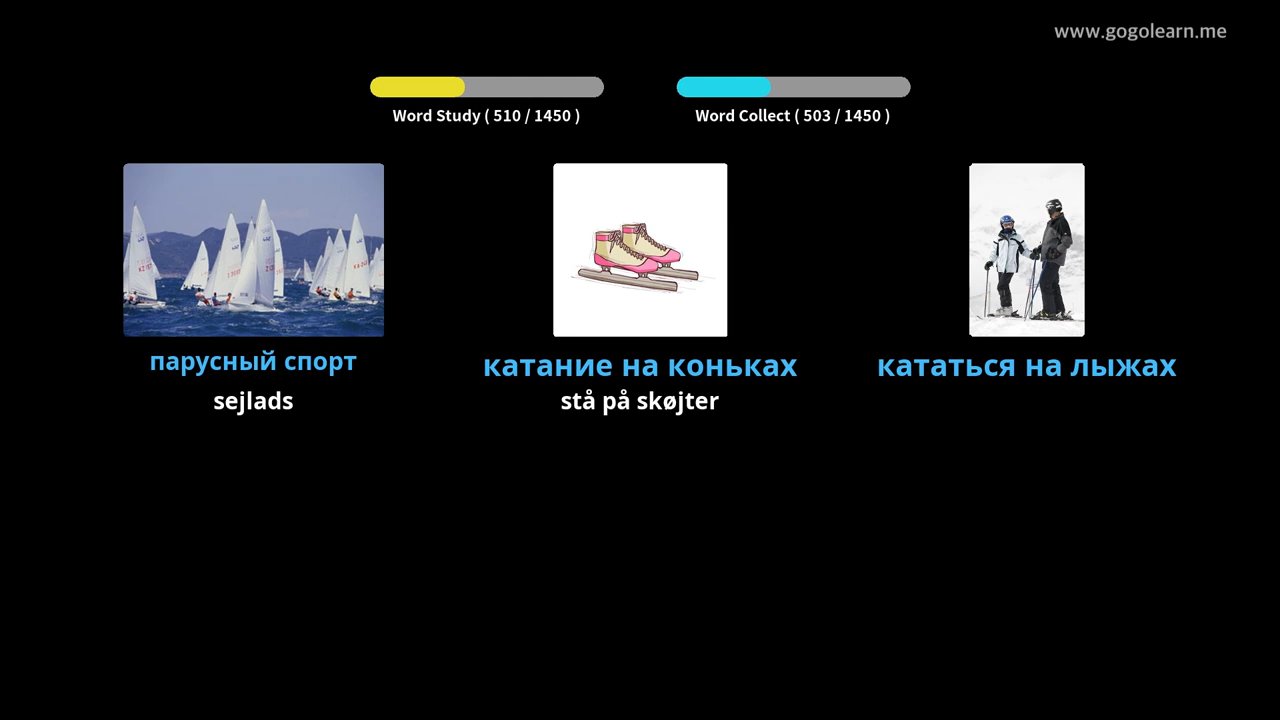 www.gogolearn.me
Word Study ( 510 / 1450 )
Word Collect ( 503 / 1450 )
парусный спорт
катание на коньках
кататься на лыжах
sejlads
stå på skøjter